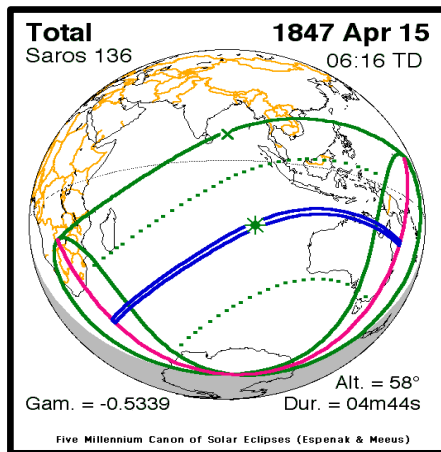 Total 1847 Apr 15
Saros 136 06:16 TD
Alt. = 58°
Gam. = -0.5339 Dur. = 04m44s
Five Millennium Canon of Solar Eclipses (Espenak & Meeus)